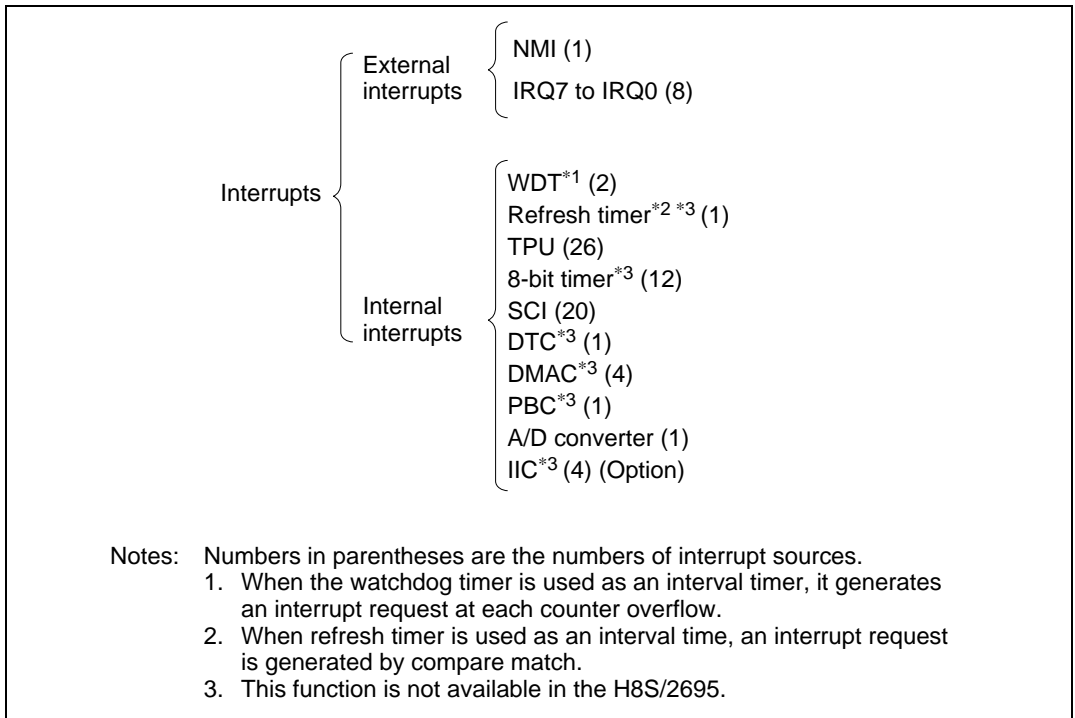 Interrupts
External
interrupts
NMI (1)
IRQ7 to IRQ0 (8)
Internal
interrupts
WDT*1 (2)
Refresh timer*2 *3 (1)
TPU (26)
8-bit timer*3 (12)
SCI (20)
DTC*3 (1)
DMAC*3 (4)
PBC*3 (1)
A/D converter (1)
IIC*3 (4) (Option)
Notes: Numbers in parentheses are the numbers of interrupt sources.
1. When the watchdog timer is used as an interval timer, it generates
an interrupt request at each counter overflow.
2. When refresh timer is used as an interval time, an interrupt request
is generated by compare match.
3. This function is not available in the H8S/2695.